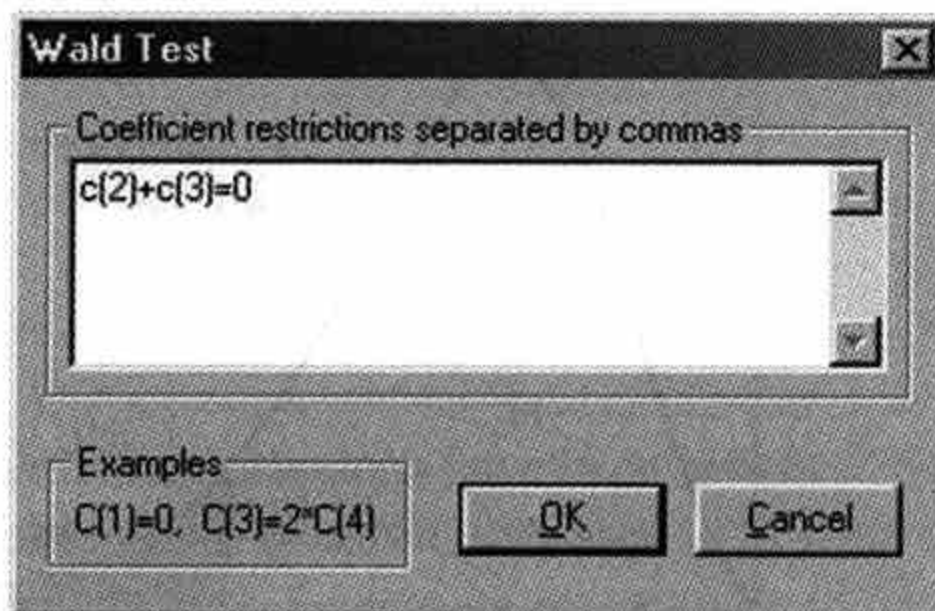 Wald Test
Coefficient restrictions separated by commas
c(2)+c(3)=0
Examples
C(1)=0, C(3)=2*C(4)
OK
Cancel